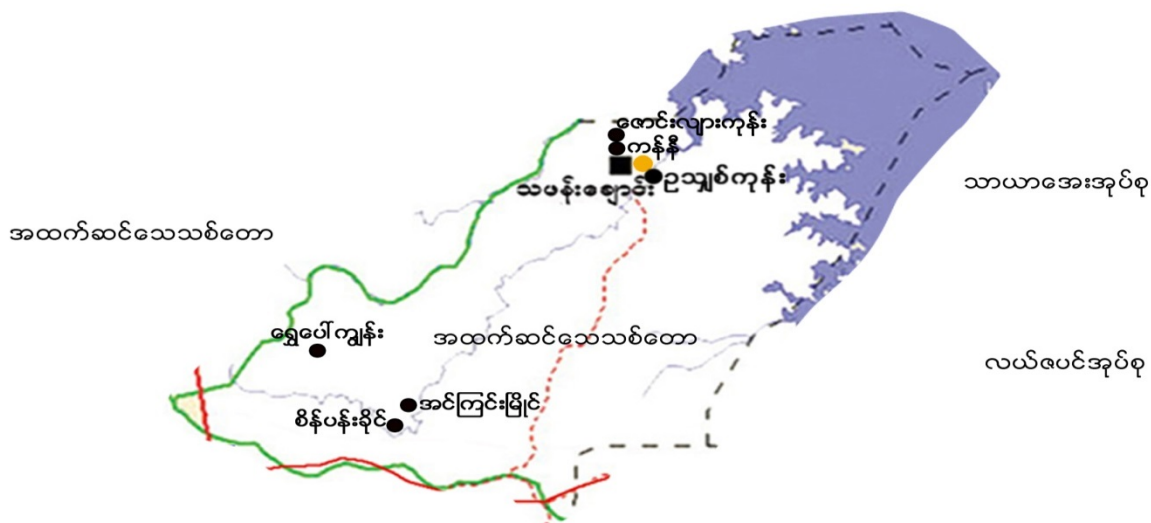 ဇောင်းလျားကုန်း
ကန်နီ
သပန်းချောင်း ဥသျှစ်ကုန်း
သာယာအေးအုပ်စု
အထက်ဆင်သေသစ်တော
ရွှေပေါ်ကျွန်း
အထက်ဆင်သေသစ်တော
လယ်ဇပင်အုပ်စု
အင်ကြင်းမြိုင်
စိန်ပန်းခိုင်